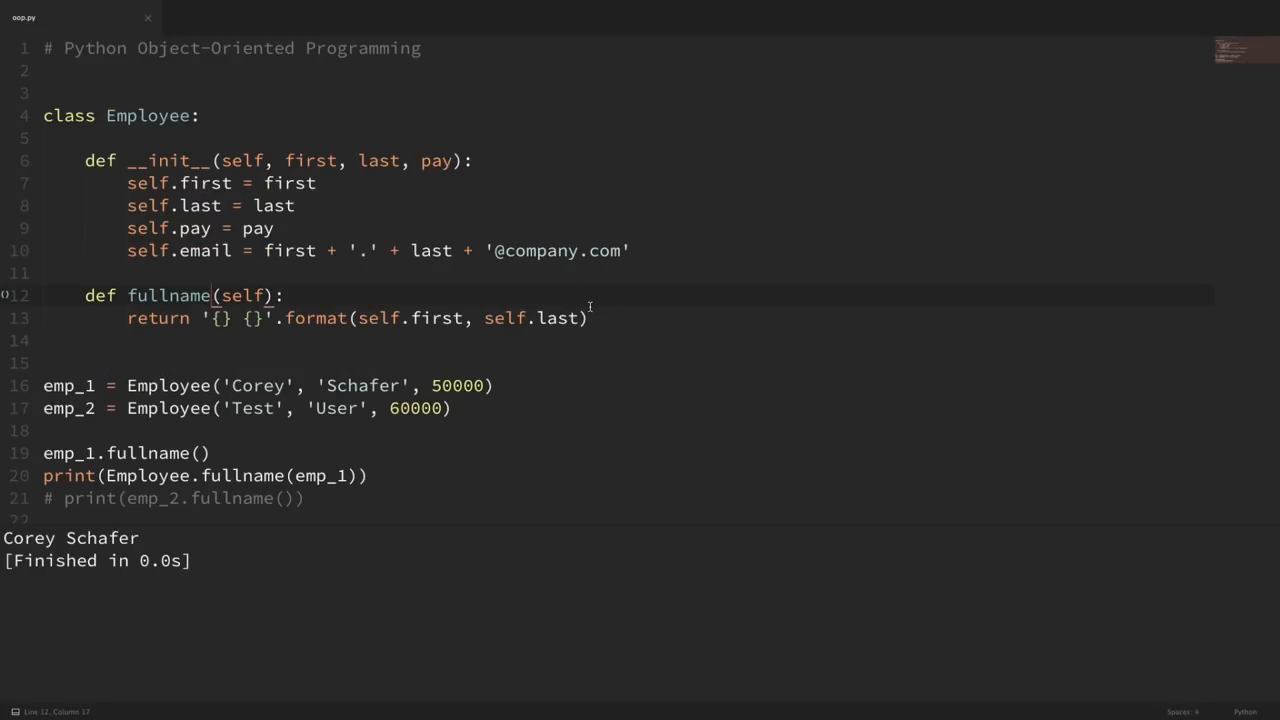 oop.py ×
1 # Python Object-Oriented Programming
2
3
4 class Employee:
5
6     def __init__(self, first, last, pay):
7         self.first = first
8         self.last = last
9         self.pay = pay
10         self.email = first + '.' + last + '@company.com'
11
12     def fullname(self):
13         return '{} {}'.format(self.first, self.last)
14
15
16 emp_1 = Employee('Corey', 'Schafer', 50000)
17 emp_2 = Employee('Test', 'User', 60000)
18
19 emp_1.fullname()
20 print(Employee.fullname(emp_1))
21 # print(emp_2.fullname())
22
Corey Schafer
[Finished in 0.0s]
Line 12, Column 17 Spaces: 4 Python